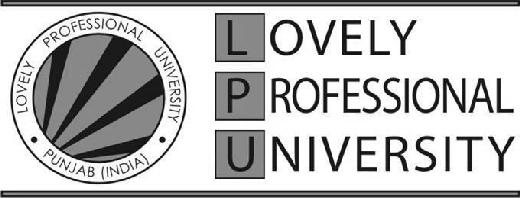 LOVELY PROFESSIONAL UNIVERSITY
• PUNJAB (INDIA) •
LOVELY
PROFESSIONAL
UNIVERSITY